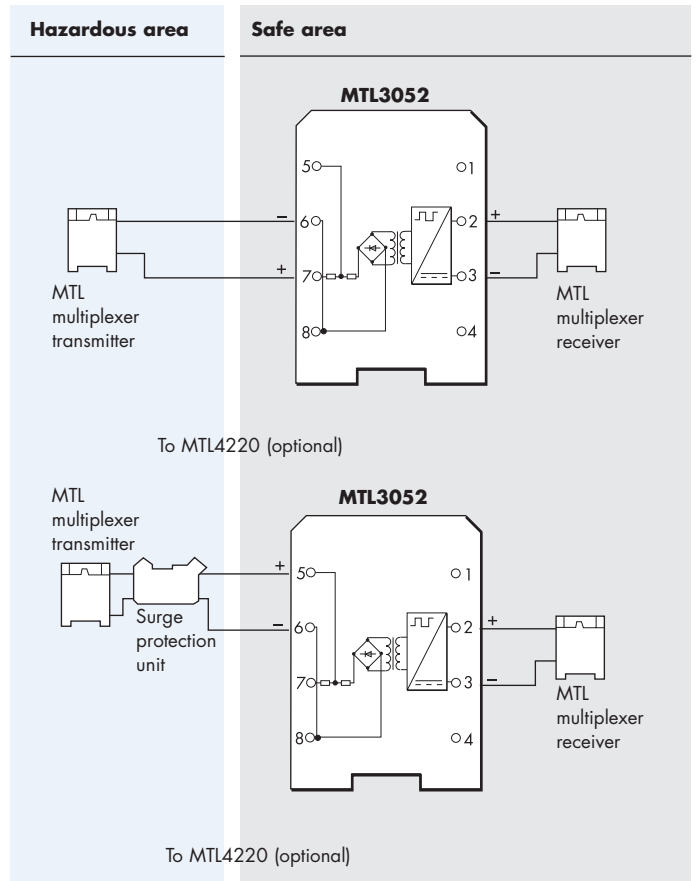 Hazardous area
Safe area
MTL3052
5
6
7
8
1
2
3
4
−
+
+
−
MTL
multiplexer
transmitter
MTL
multiplexer
receiver
To MTL4220 (optional)
MTL
multiplexer
transmitter
Surge
protection
unit
MTL3052
+
−
5
6
7
8
1
2
3
4
+
−
MTL
multiplexer
receiver
To MTL4220 (optional)